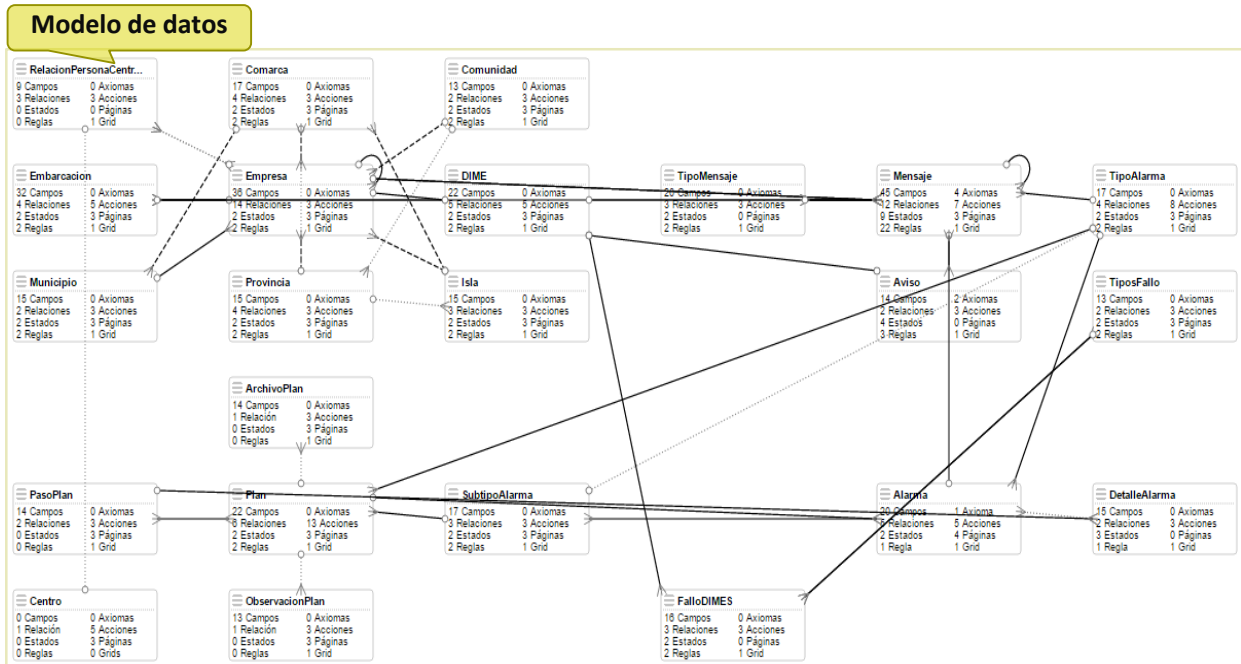 Modelo de datos
RelacionPersonaCentr...
9 Campos 0 Axiomas
3 Relaciones 3 Acciones
0 Estados 0 Páginas
0 Reglas 1 Grid
Comarca
17 Campos 0 Axiomas
4 Relaciones 3 Acciones
2 Estados 3 Páginas
2 Reglas 1 Grid
Comunidad
13 Campos 0 Axiomas
2 Relaciones 3 Acciones
2 Estados 3 Páginas
2 Reglas 1 Grid
Embarcacion
32 Campos 0 Axiomas
4 Relaciones 5 Acciones
2 Estados 3 Páginas
2 Reglas 1 Grid
Empresa
36 Campos 0 Axiomas
14 Relaciones 3 Acciones
2 Estados 3 Páginas
2 Reglas 1 Grid
DIME
22 Campos 0 Axiomas
5 Relaciones 5 Acciones
2 Estados 3 Páginas
2 Reglas 1 Grid
TipoMensaje
26 Campos 0 Axiomas
3 Relaciones 3 Acciones
2 Estados 0 Páginas
2 Reglas 1 Grid
Mensaje
45 Campos 4 Axiomas
12 Relaciones 7 Acciones
9 Estados 3 Páginas
22 Reglas 1 Grid
TipoAlarma
17 Campos 0 Axiomas
4 Relaciones 8 Acciones
2 Estados 3 Páginas
2 Reglas 1 Grid
Municipio
15 Campos 0 Axiomas
2 Relaciones 3 Acciones
2 Estados 3 Páginas
2 Reglas 1 Grid
Provincia
15 Campos 0 Axiomas
4 Relaciones 3 Acciones
2 Estados 3 Páginas
2 Reglas 1 Grid
Isla
15 Campos 0 Axiomas
3 Relaciones 3 Acciones
2 Estados 3 Páginas
2 Reglas 1 Grid
Aviso
14 Campos 2 Axiomas
2 Relaciones 3 Acciones
4 Estados 0 Páginas
3 Reglas 1 Grid
TiposFallo
13 Campos 0 Axiomas
2 Relaciones 3 Acciones
2 Estados 3 Páginas
2 Reglas 1 Grid
ArchivoPlan
14 Campos 0 Axiomas
1 Relación 3 Acciones
0 Estados 3 Páginas
0 Reglas 1 Grid
PasoPlan
14 Campos 0 Axiomas
2 Relaciones 3 Acciones
0 Estados 3 Páginas
0 Reglas 1 Grid
Plan
22 Campos 0 Axiomas
6 Relaciones 13 Acciones
2 Estados 3 Páginas
2 Reglas 1 Grid
SubtipoAlarma
17 Campos 0 Axiomas
3 Relaciones 3 Acciones
2 Estados 3 Páginas
2 Reglas 1 Grid
Alarma
20 Campos 1 Axioma
5 Relaciones 5 Acciones
2 Estados 4 Páginas
1 Regla 1 Grid
DetalleAlarma
15 Campos 0 Axiomas
2 Relaciones 3 Acciones
3 Estados 0 Páginas
1 Regla 1 Grid
Centro
0 Campos 0 Axiomas
1 Relación 5 Acciones
0 Estados 3 Páginas
0 Reglas 0 Grids
ObservacionPlan
13 Campos 0 Axiomas
1 Relación 3 Acciones
0 Estados 3 Páginas
0 Reglas 1 Grid
FalloDIMES
16 Campos 0 Axiomas
3 Relaciones 3 Acciones
2 Estados 0 Páginas
2 Reglas 1 Grid